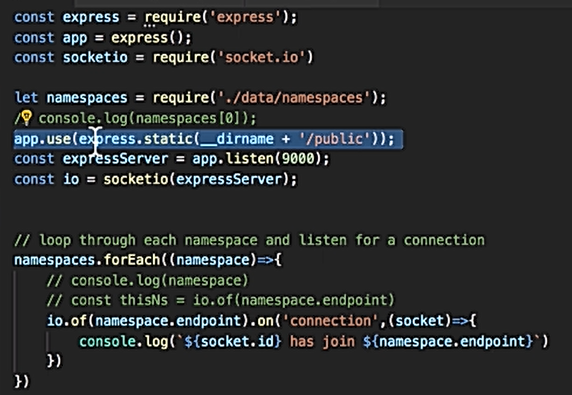 const express = require('express');
const app = express();
const socketio = require('socket.io')
let namespaces = require('./data/namespaces');
/ console.log(namespaces[0]);
app.use(express.static(__dirname + '/public'));
const expressServer = app.listen(9000);
const io = socketio(expressServer);
// loop through each namespace and listen for a connection
namespaces.forEach((namespace)=>{
// console.log(namespace)
// const thisNs = io.of(namespace.endpoint)
io.of(namespace.endpoint).on('connection',(socket)=>{
console.log(`${socket.id} has join ${namespace.endpoint}`)
})
})